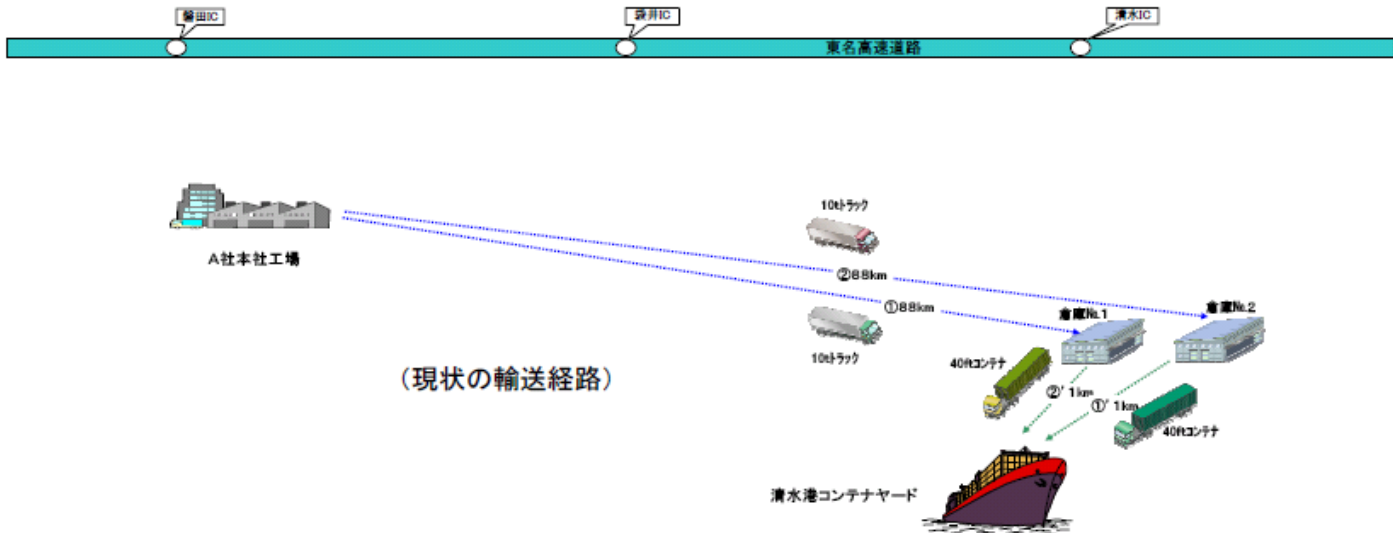 磐田IC
袋井IC
清水IC
東名高速道路
10tトラック
A社本社工場
②88km
①88km
倉庫№1
倉庫№2
10tトラック
40ftコンテナ
(現状の輸送経路)
②' 1km
①' 1km
40ftコンテナ
清水港コンテナヤード